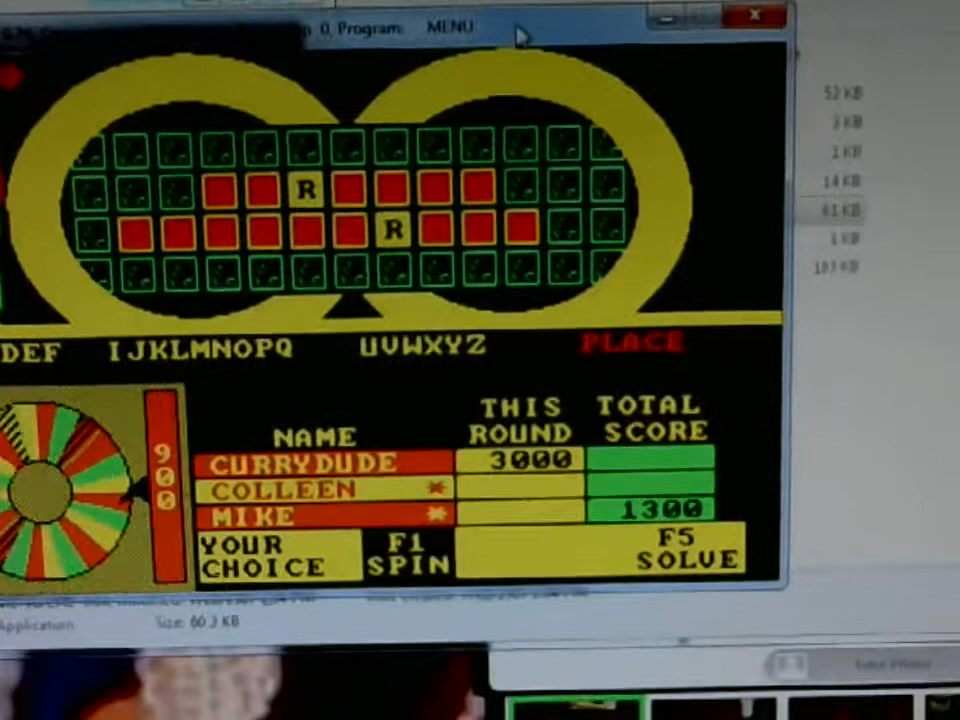 0, Program: MENU
52 KB
3 KB
1 KB
14 KB
61 KB
1 KB
R
R
DEF IJKLMNOPQ UVWXYZ PLACE
THIS TOTAL
NAME ROUND SCORE
900
CURRYDUDE 3000
COLLEEN *
MIKE * 1300
YOUR CHOICE
F1 SPIN
F5 SOLVE
Application Size: 60.3 KB